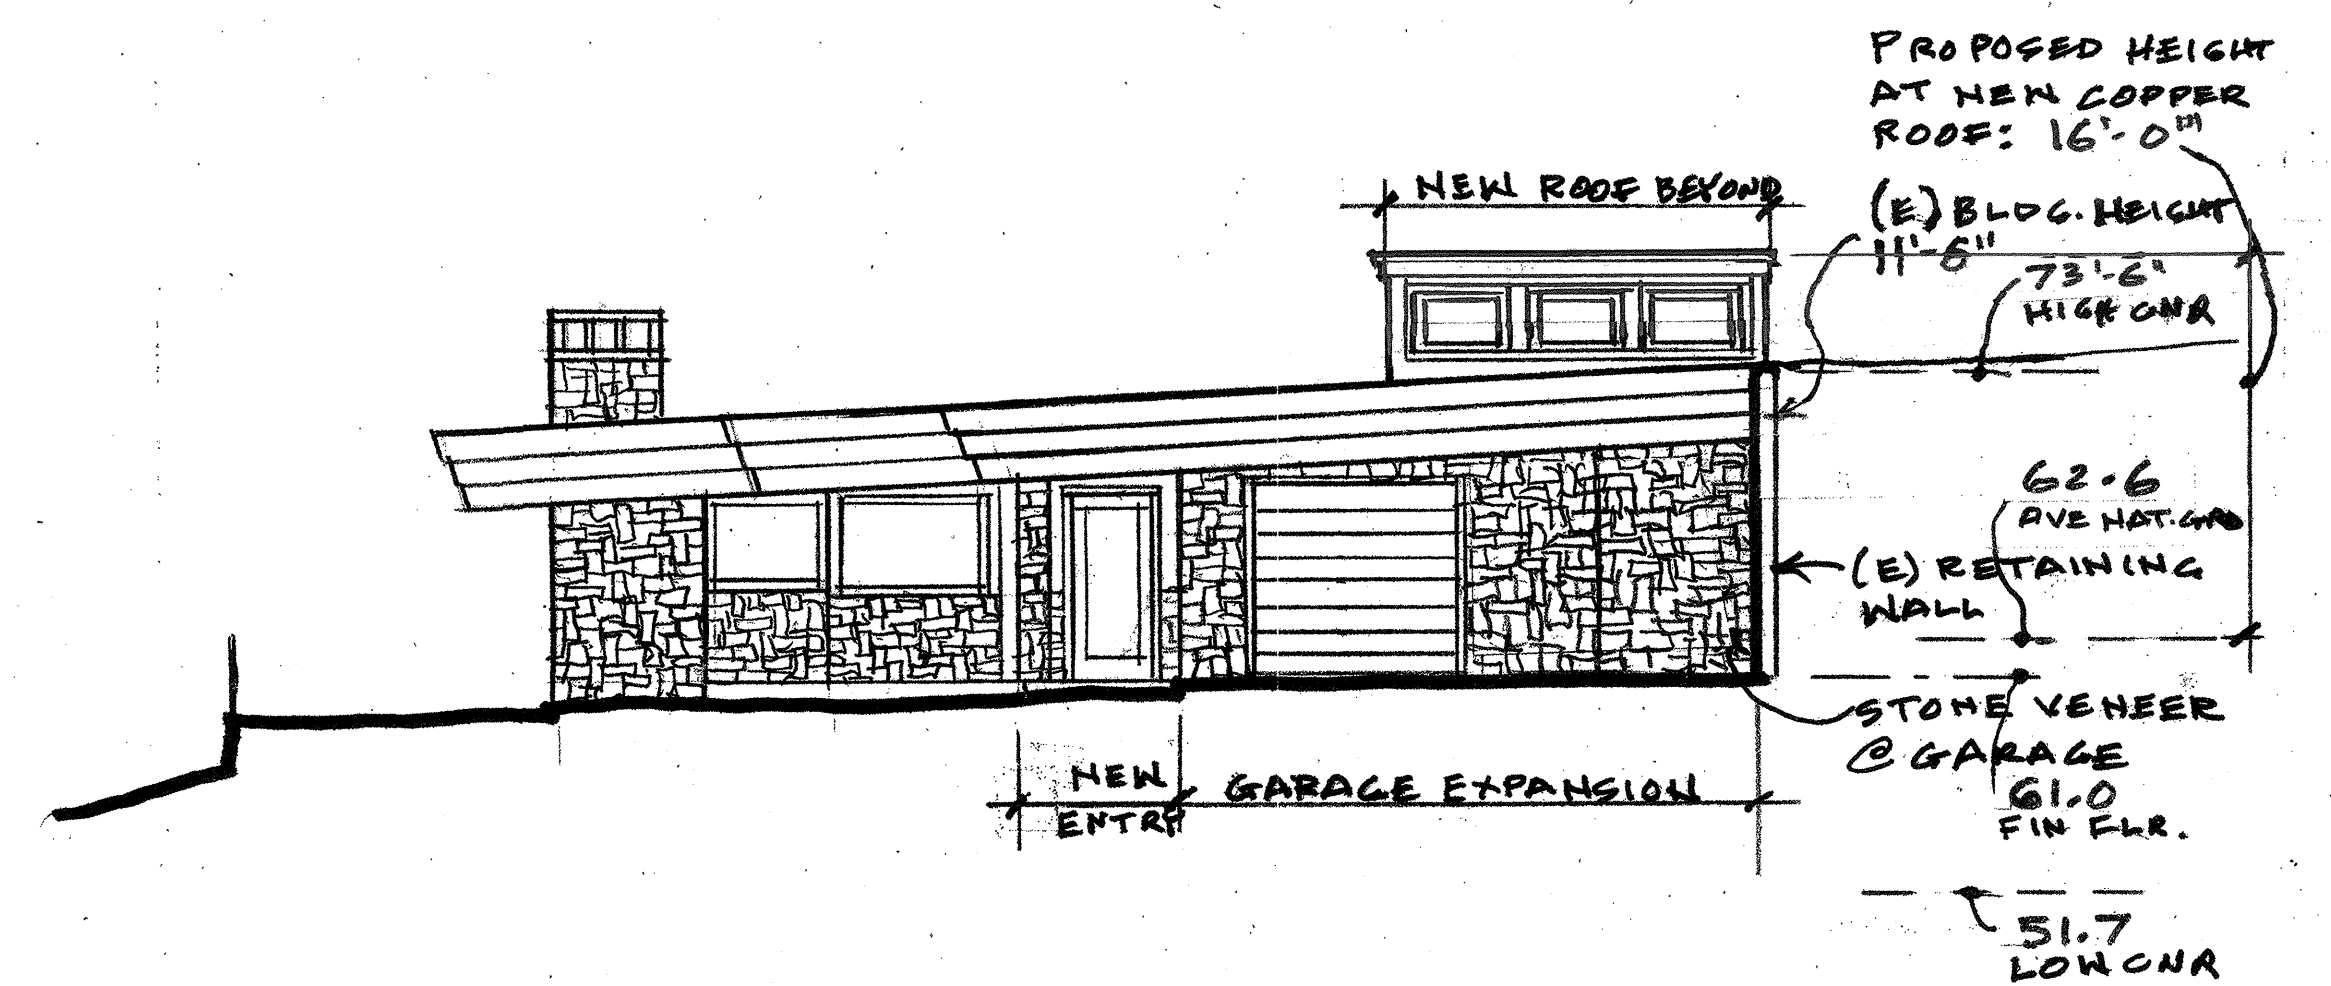 PROPOSED HEIGHT
AT NEW COPPER
ROOF: 16'-0"
NEW ROOF BEYOND
(E) BLDG. HEIGHT
11'-6"
73'-6"
HIGH CNR
62.6
AVE NAT. GRD
(E) RETAINING
WALL
STONE VENEER
@ GARAGE
61.0
FIN FLR.
NEW
ENTRY
GARAGE EXPANSION
51.7
LOW CNR